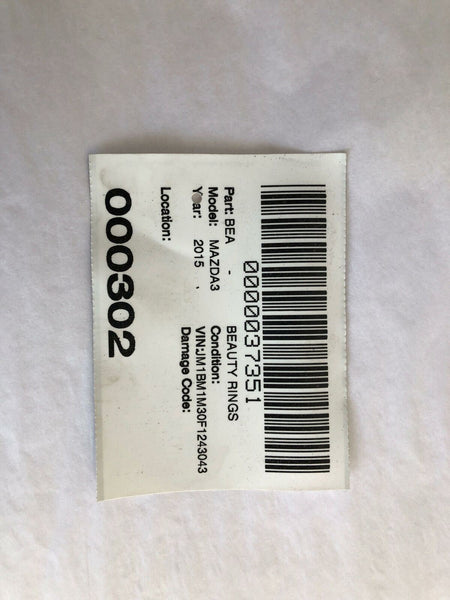 0000037351
Part: BEA - BEAUTY RINGS
Model: MAZDA3 Condition:
Year: 2015 , VIN:JM1BM1M30F1243043
Damage Code:
Location:
000302